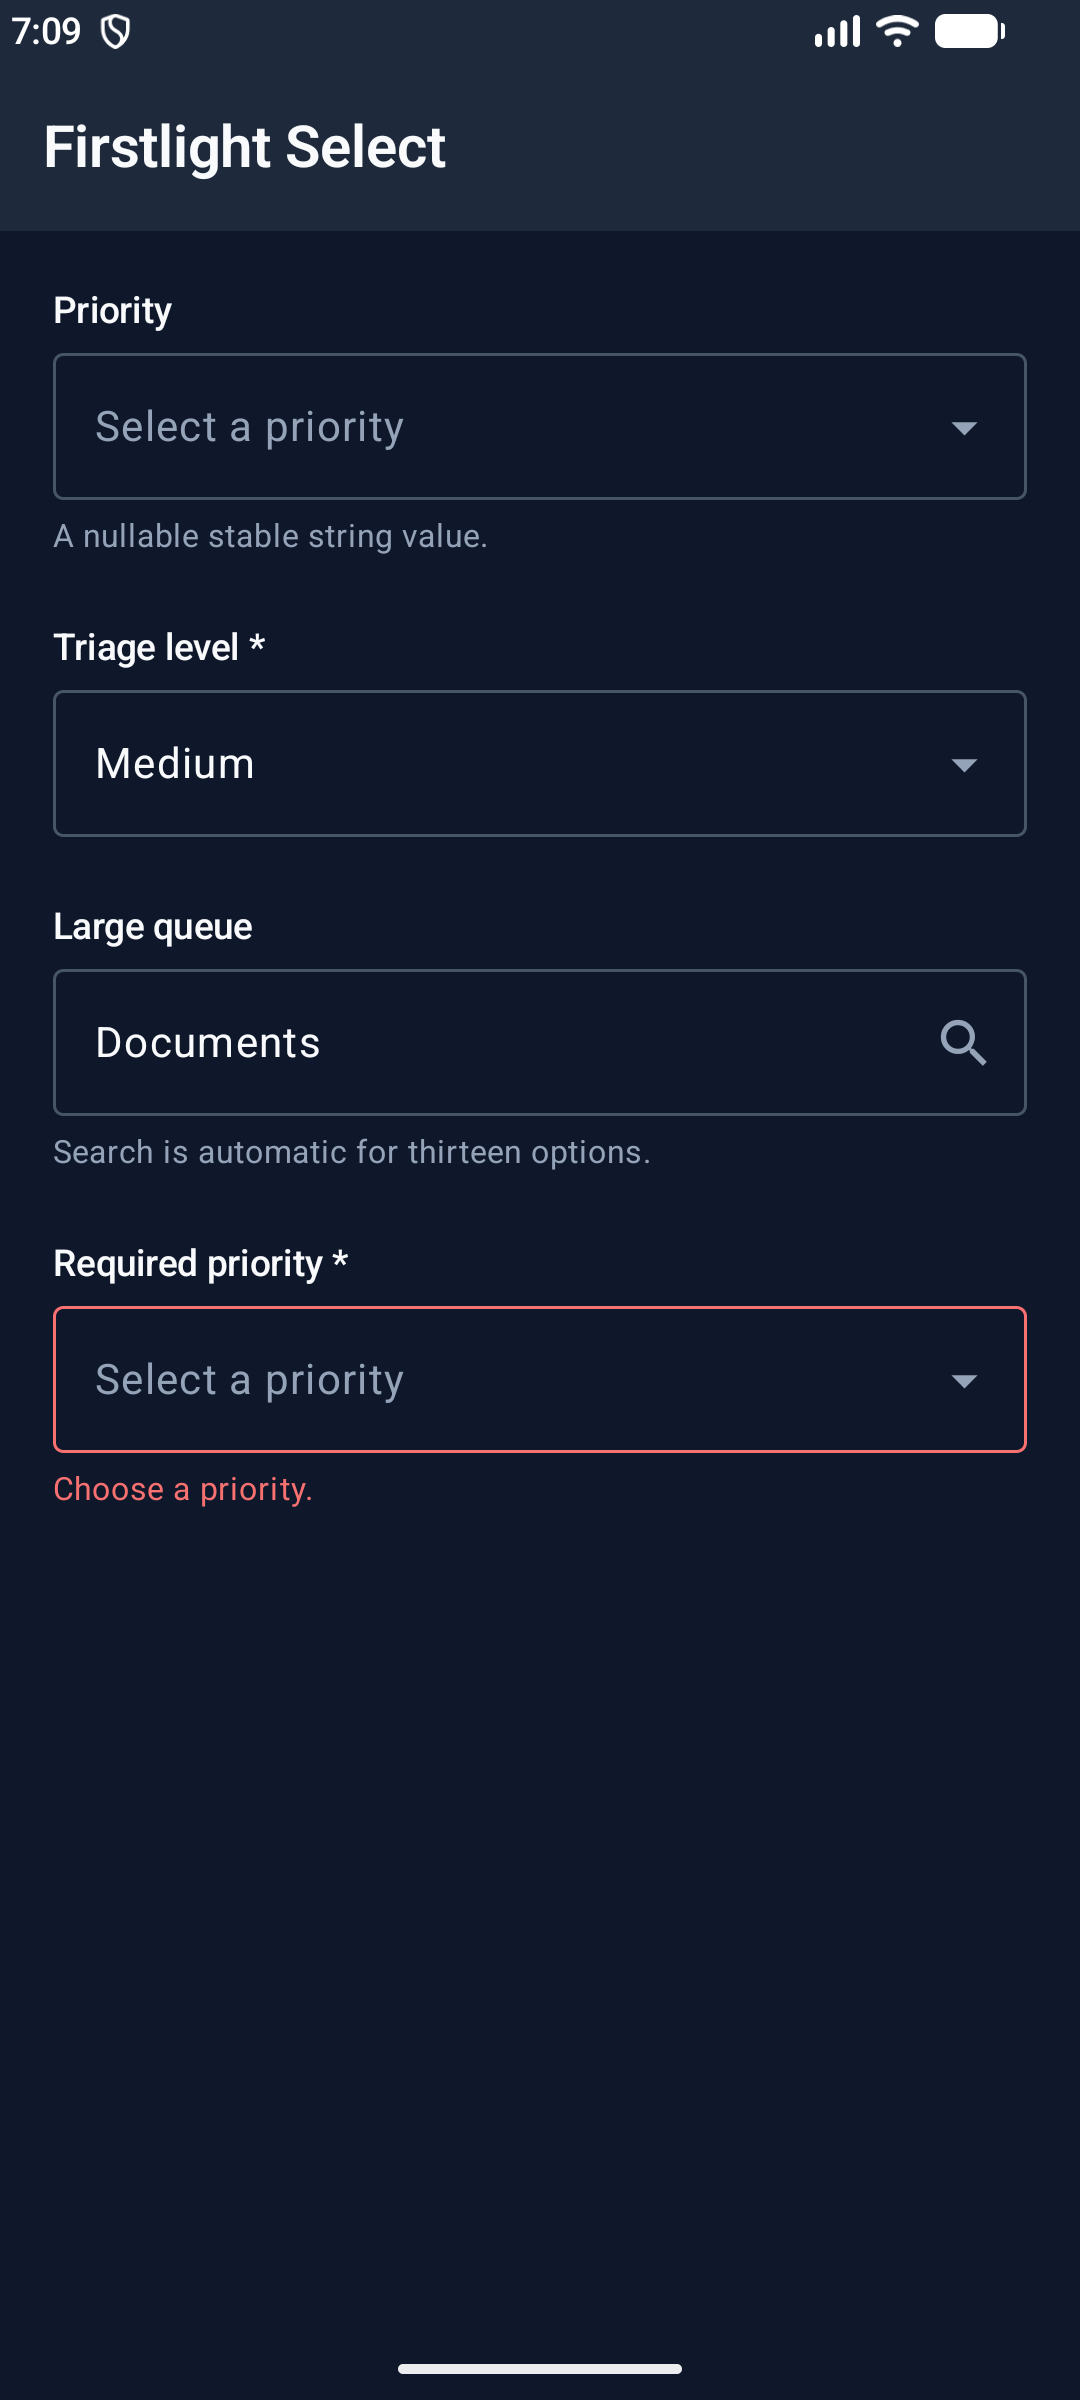 7:09
Firstlight Select
Priority
Select a priority
A nullable stable string value.
Triage level *
Medium
Large queue
Documents
Search is automatic for thirteen options.
Required priority *
Select a priority
Choose a priority.